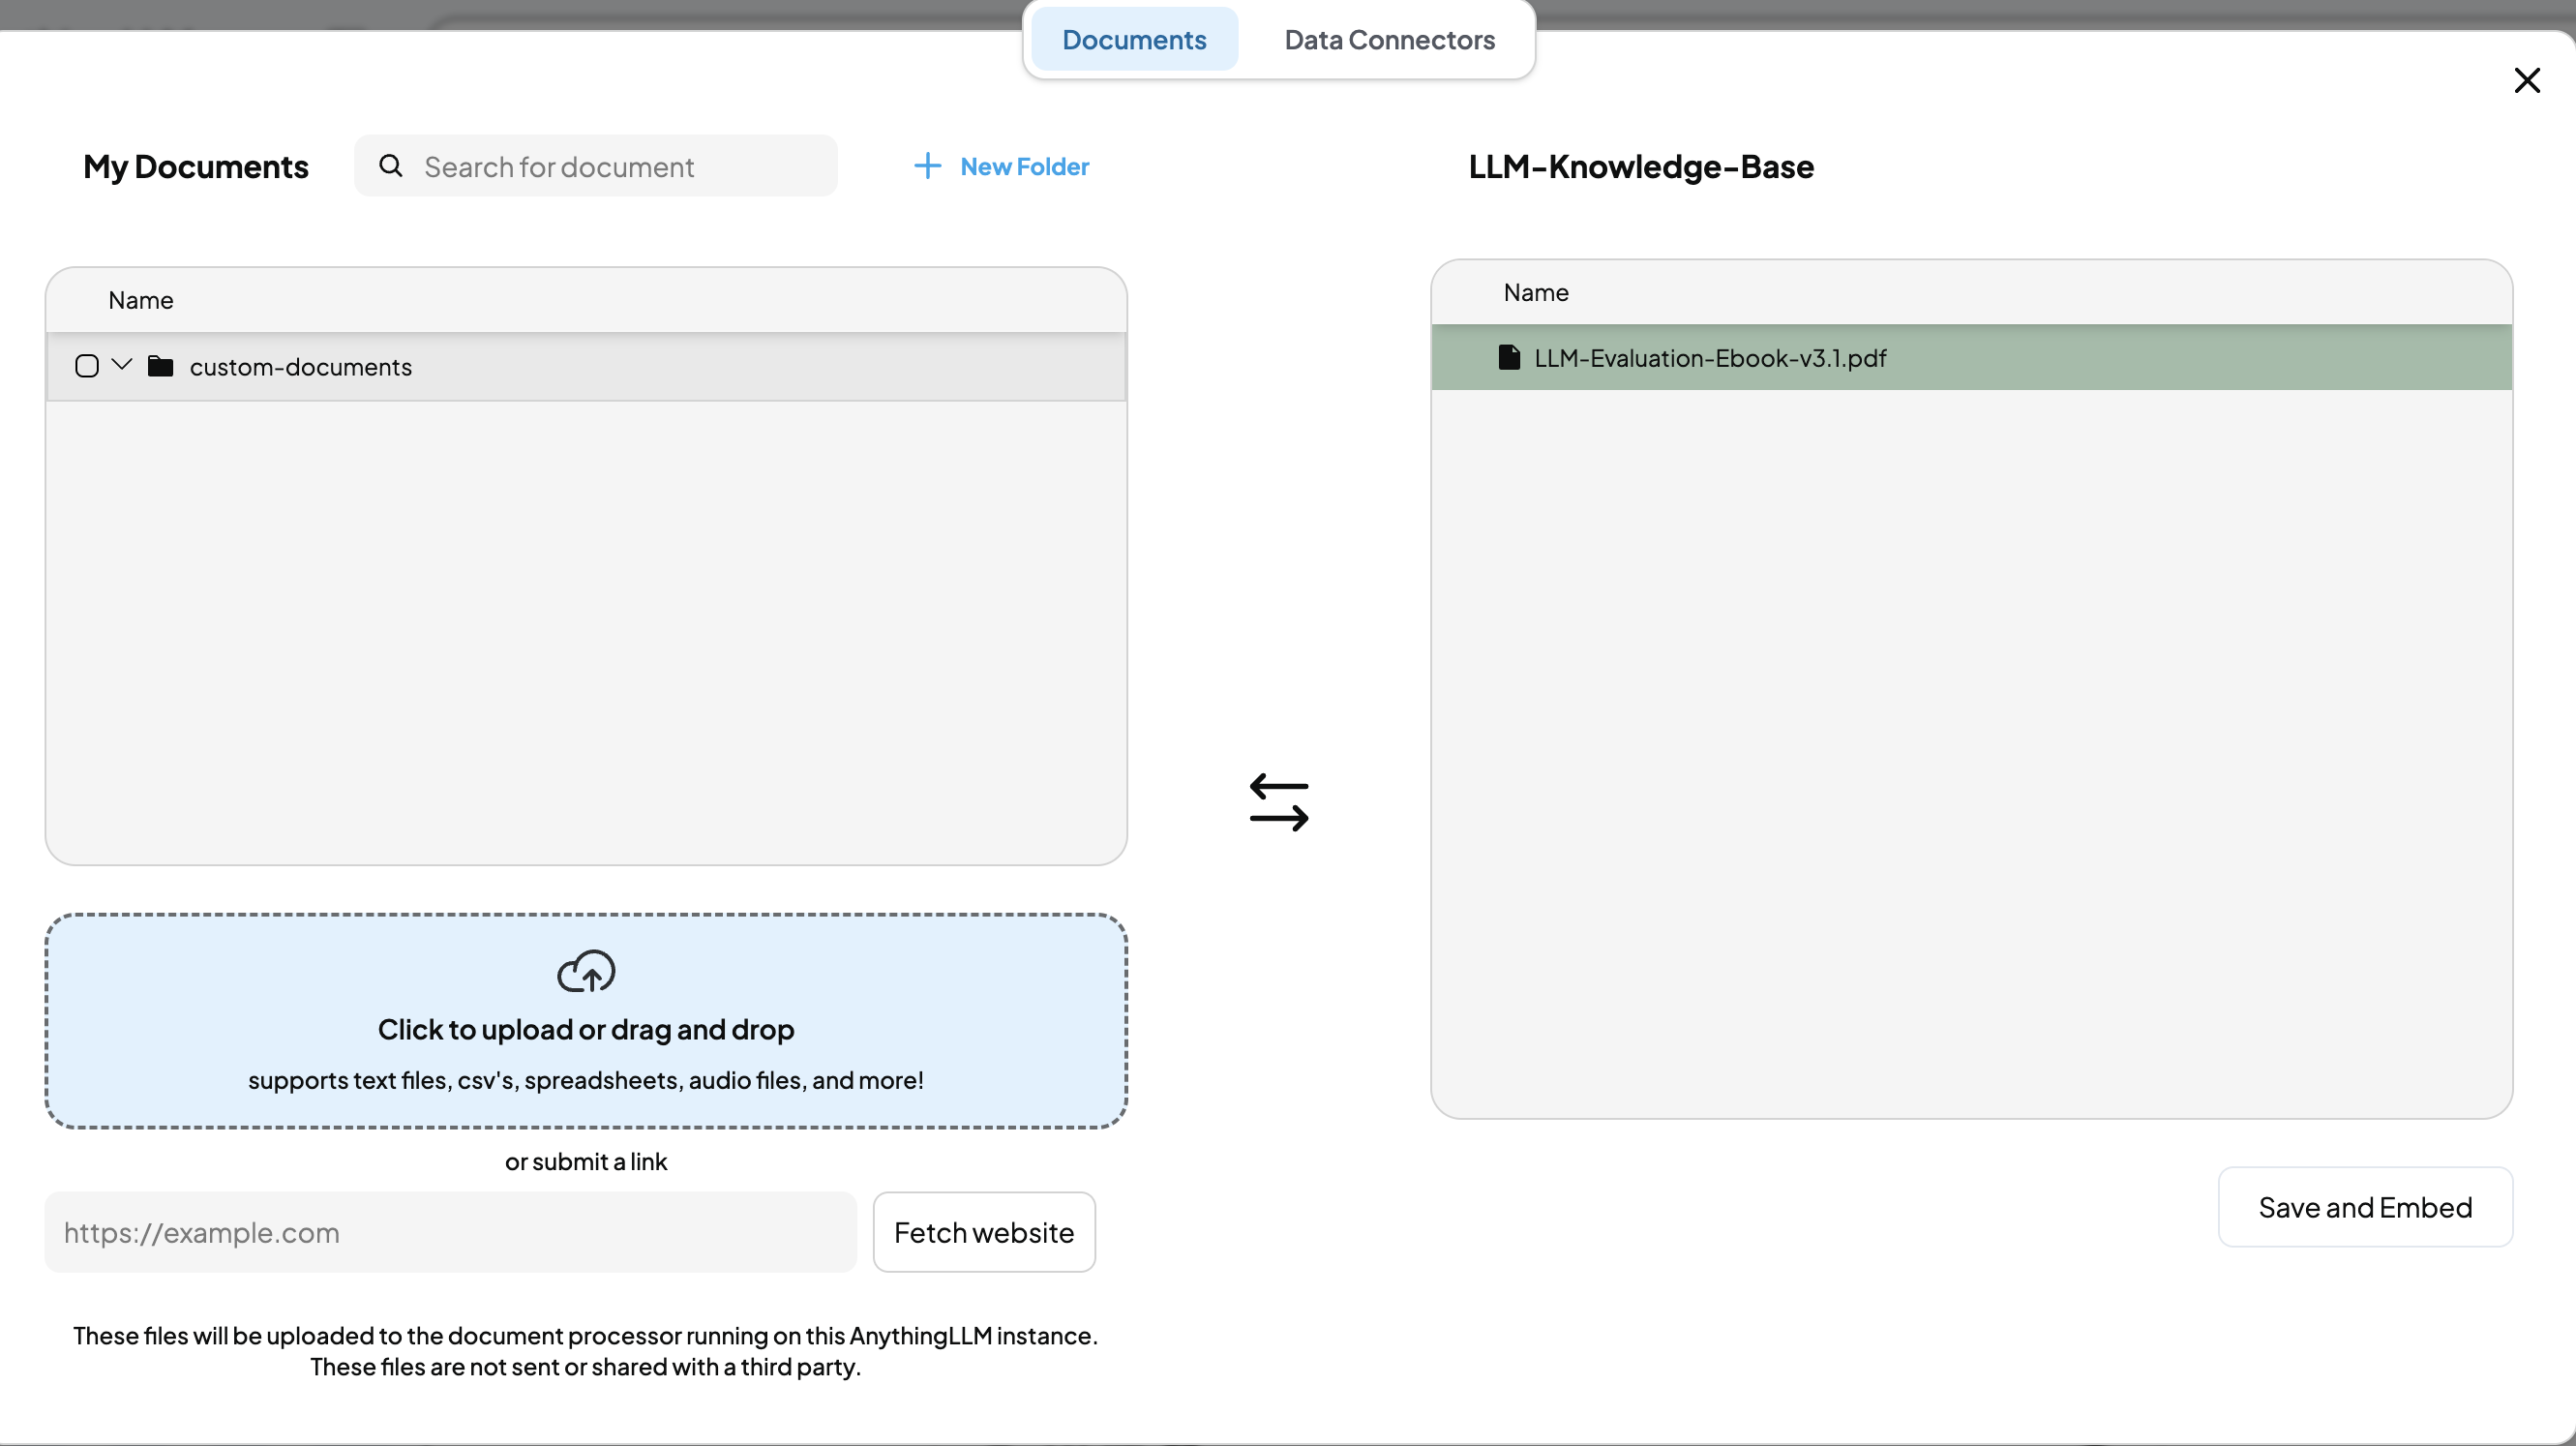 Documents
Data Connectors
My Documents
Search for document
New Folder
LLM-Knowledge-Base
Name
custom-documents
Name
LLM-Evaluation-Ebook-v3.1.pdf
Click to upload or drag and drop
supports text files, csv's, spreadsheets, audio files, and more!
or submit a link
https://example.com
Fetch website
Save and Embed
These files will be uploaded to the document processor running on this AnythingLLM instance.
These files are not sent or shared with a third party.